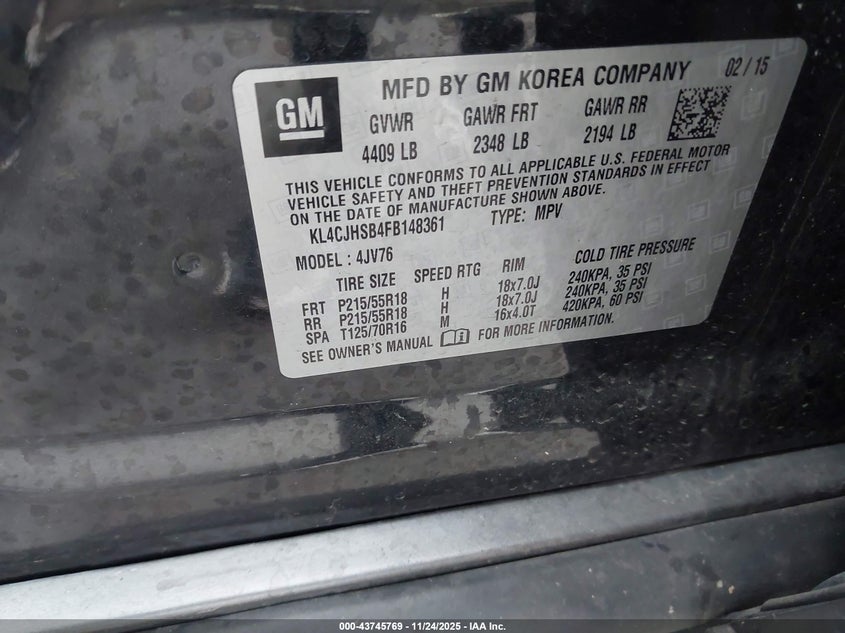 GM
MFD BY GM KOREA COMPANY 02 / 15
GVWR GAWR FRT GAWR RR
4409 LB 2348 LB 2194 LB
THIS VEHICLE CONFORMS TO ALL APPLICABLE U.S. FEDERAL MOTOR
VEHICLE SAFETY AND THEFT PREVENTION STANDARDS IN EFFECT
ON THE DATE OF MANUFACTURE SHOWN ABOVE.
KL4CJHSB4FB148361 TYPE: MPV
MODEL : 4JV76
TIRE SIZE SPEED RTG RIM COLD TIRE PRESSURE
FRT P215/55R18 H 18x7.0J 240KPA, 35 PSI
RR P215/55R18 H 18x7.0J 240KPA, 35 PSI
SPA T125/70R16 M 16x4.0T 420KPA, 60 PSI
SEE OWNER'S MANUAL FOR MORE INFORMATION.
000-43745769 - 11/24/2025 - IAA Inc.